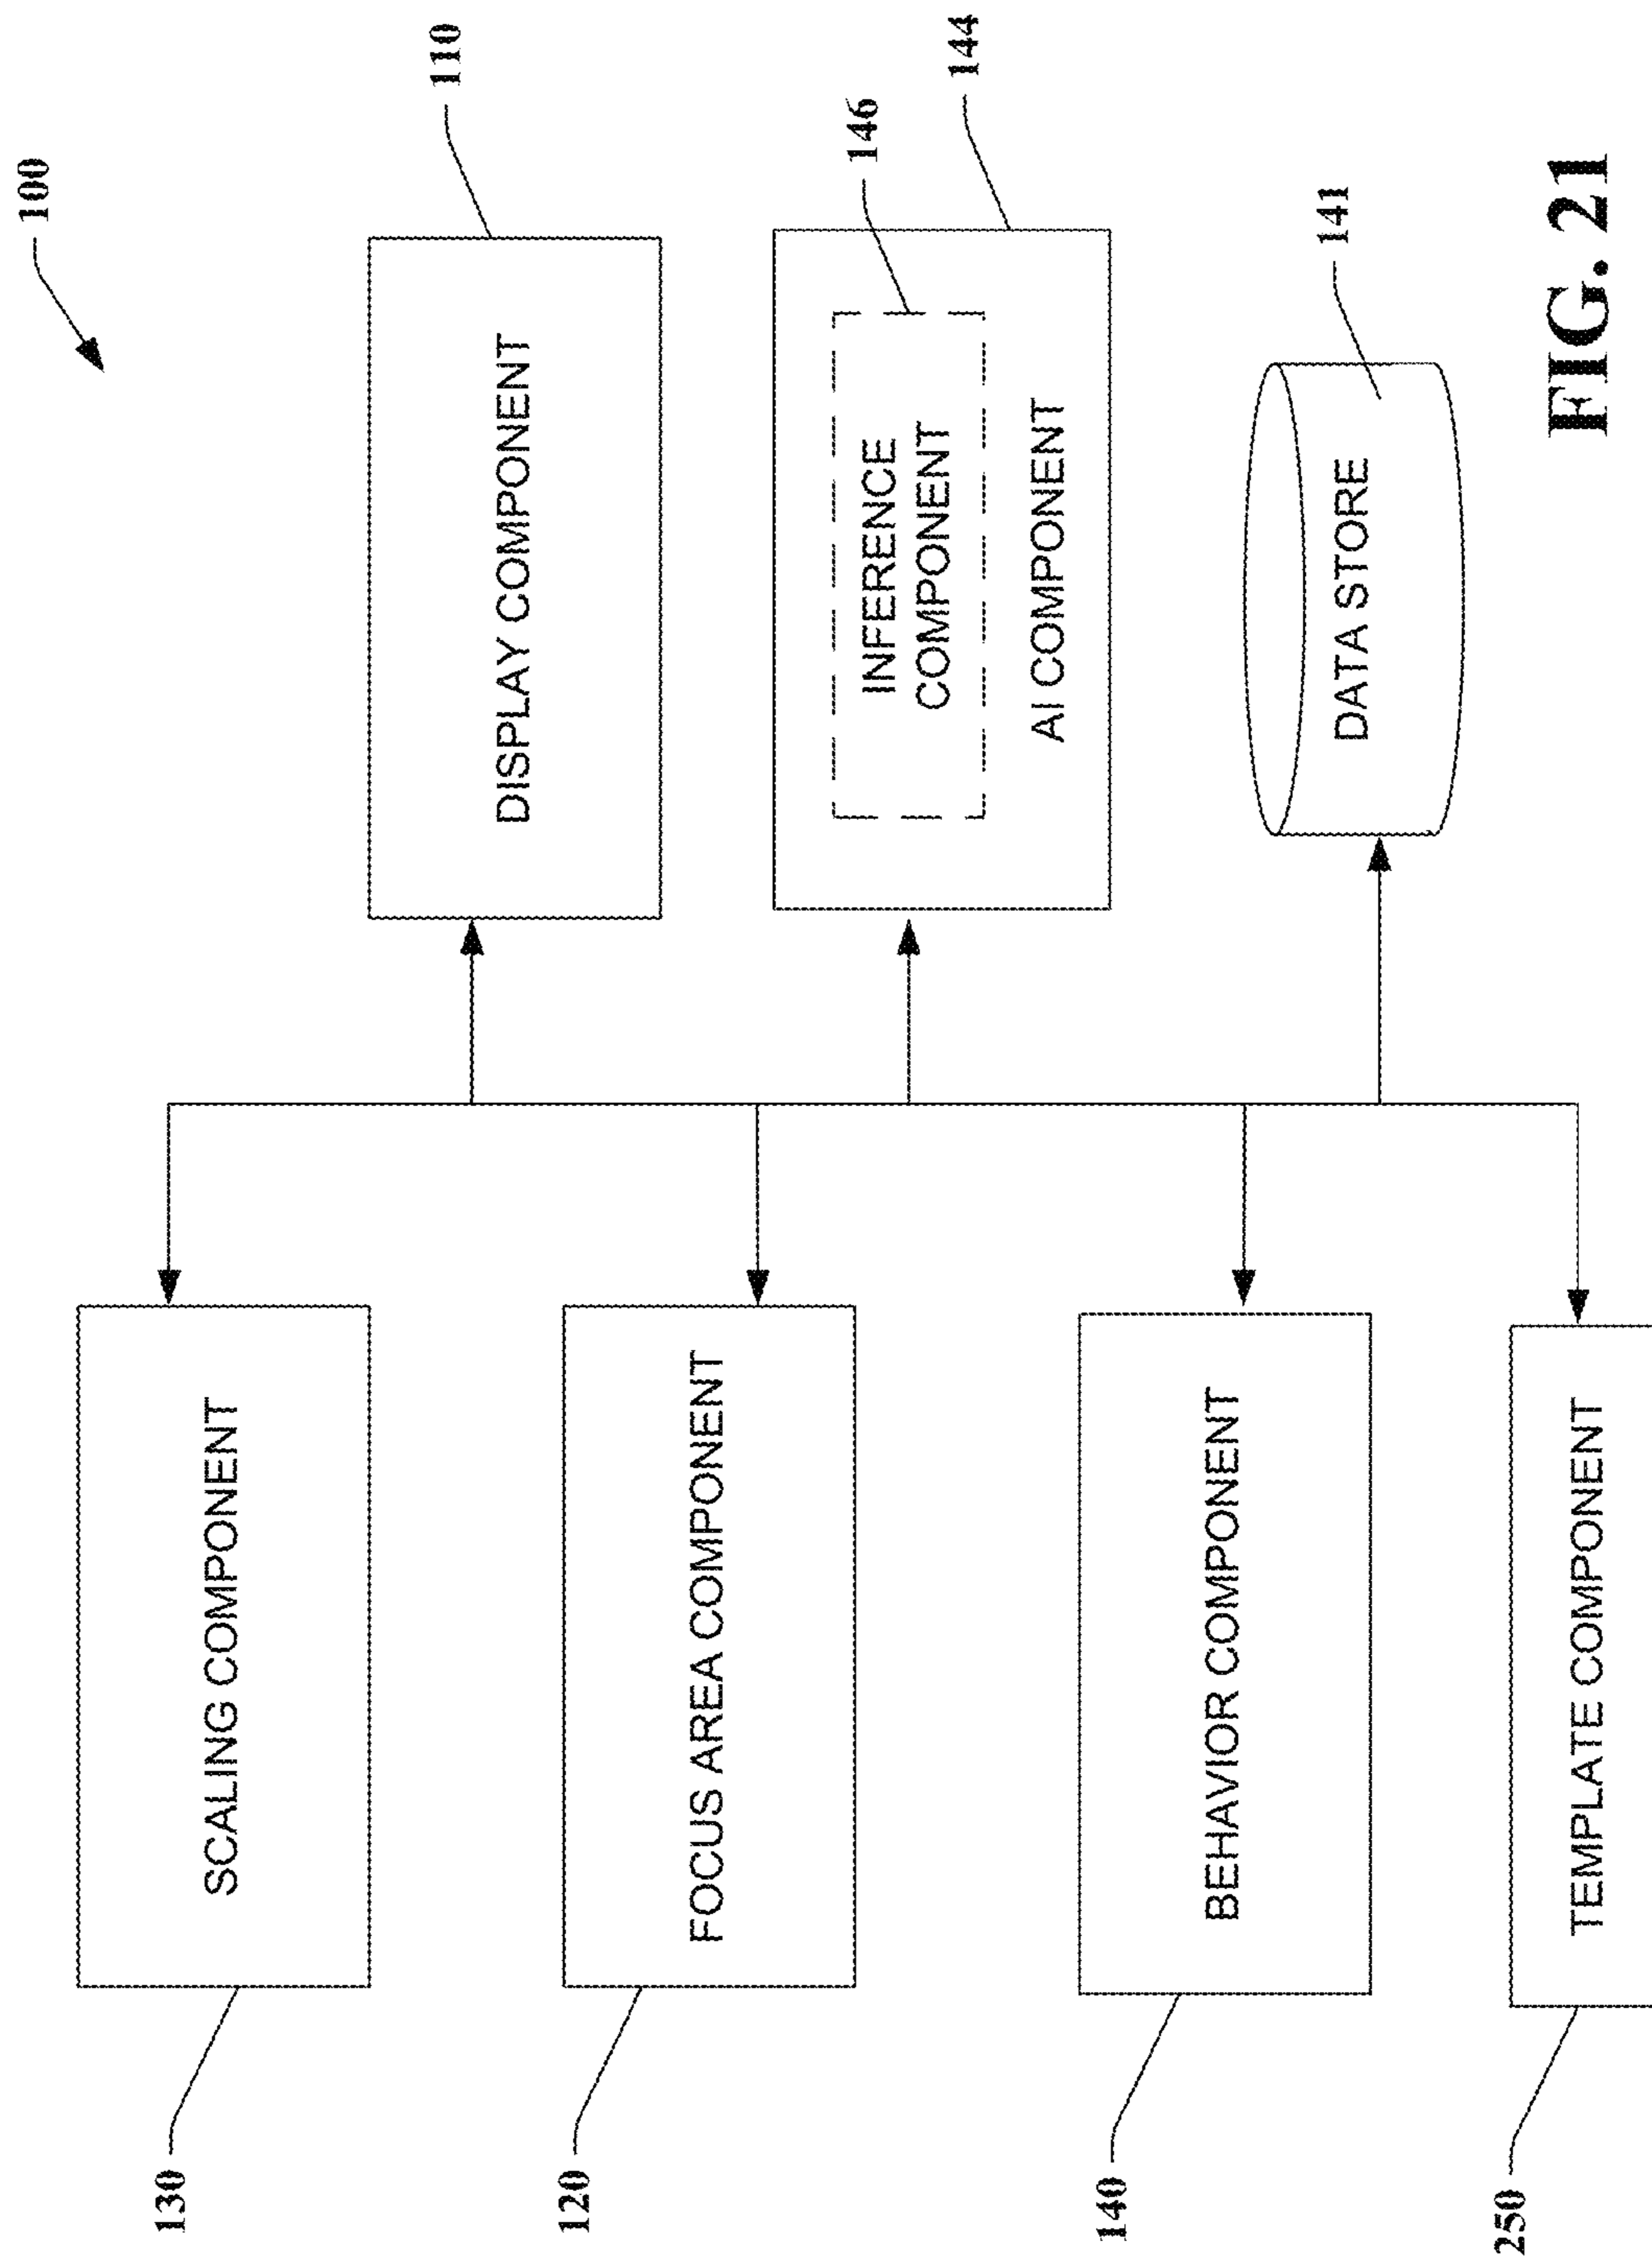 100
130
SCALING COMPONENT
DISPLAY COMPONENT
110
120
FOCUS AREA COMPONENT
INFERENCE
COMPONENT
146
AI COMPONENT
144
140
BEHAVIOR COMPONENT
DATA STORE
141
250
TEMPLATE COMPONENT
FIG. 21